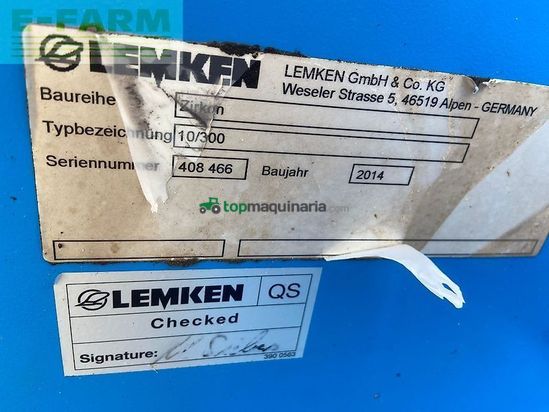 E-FARM
LEMKEN
LEMKEN GmbH & Co. KG
Weseler Strasse 5, 46519 Alpen - GERMANY
Baureihe Zirkon
Typbezeichnung 10/300
Seriennummer 408 466 Baujahr 2014
topmaquinaria.com
LEMKEN QS
Checked
Signature:
390 0563